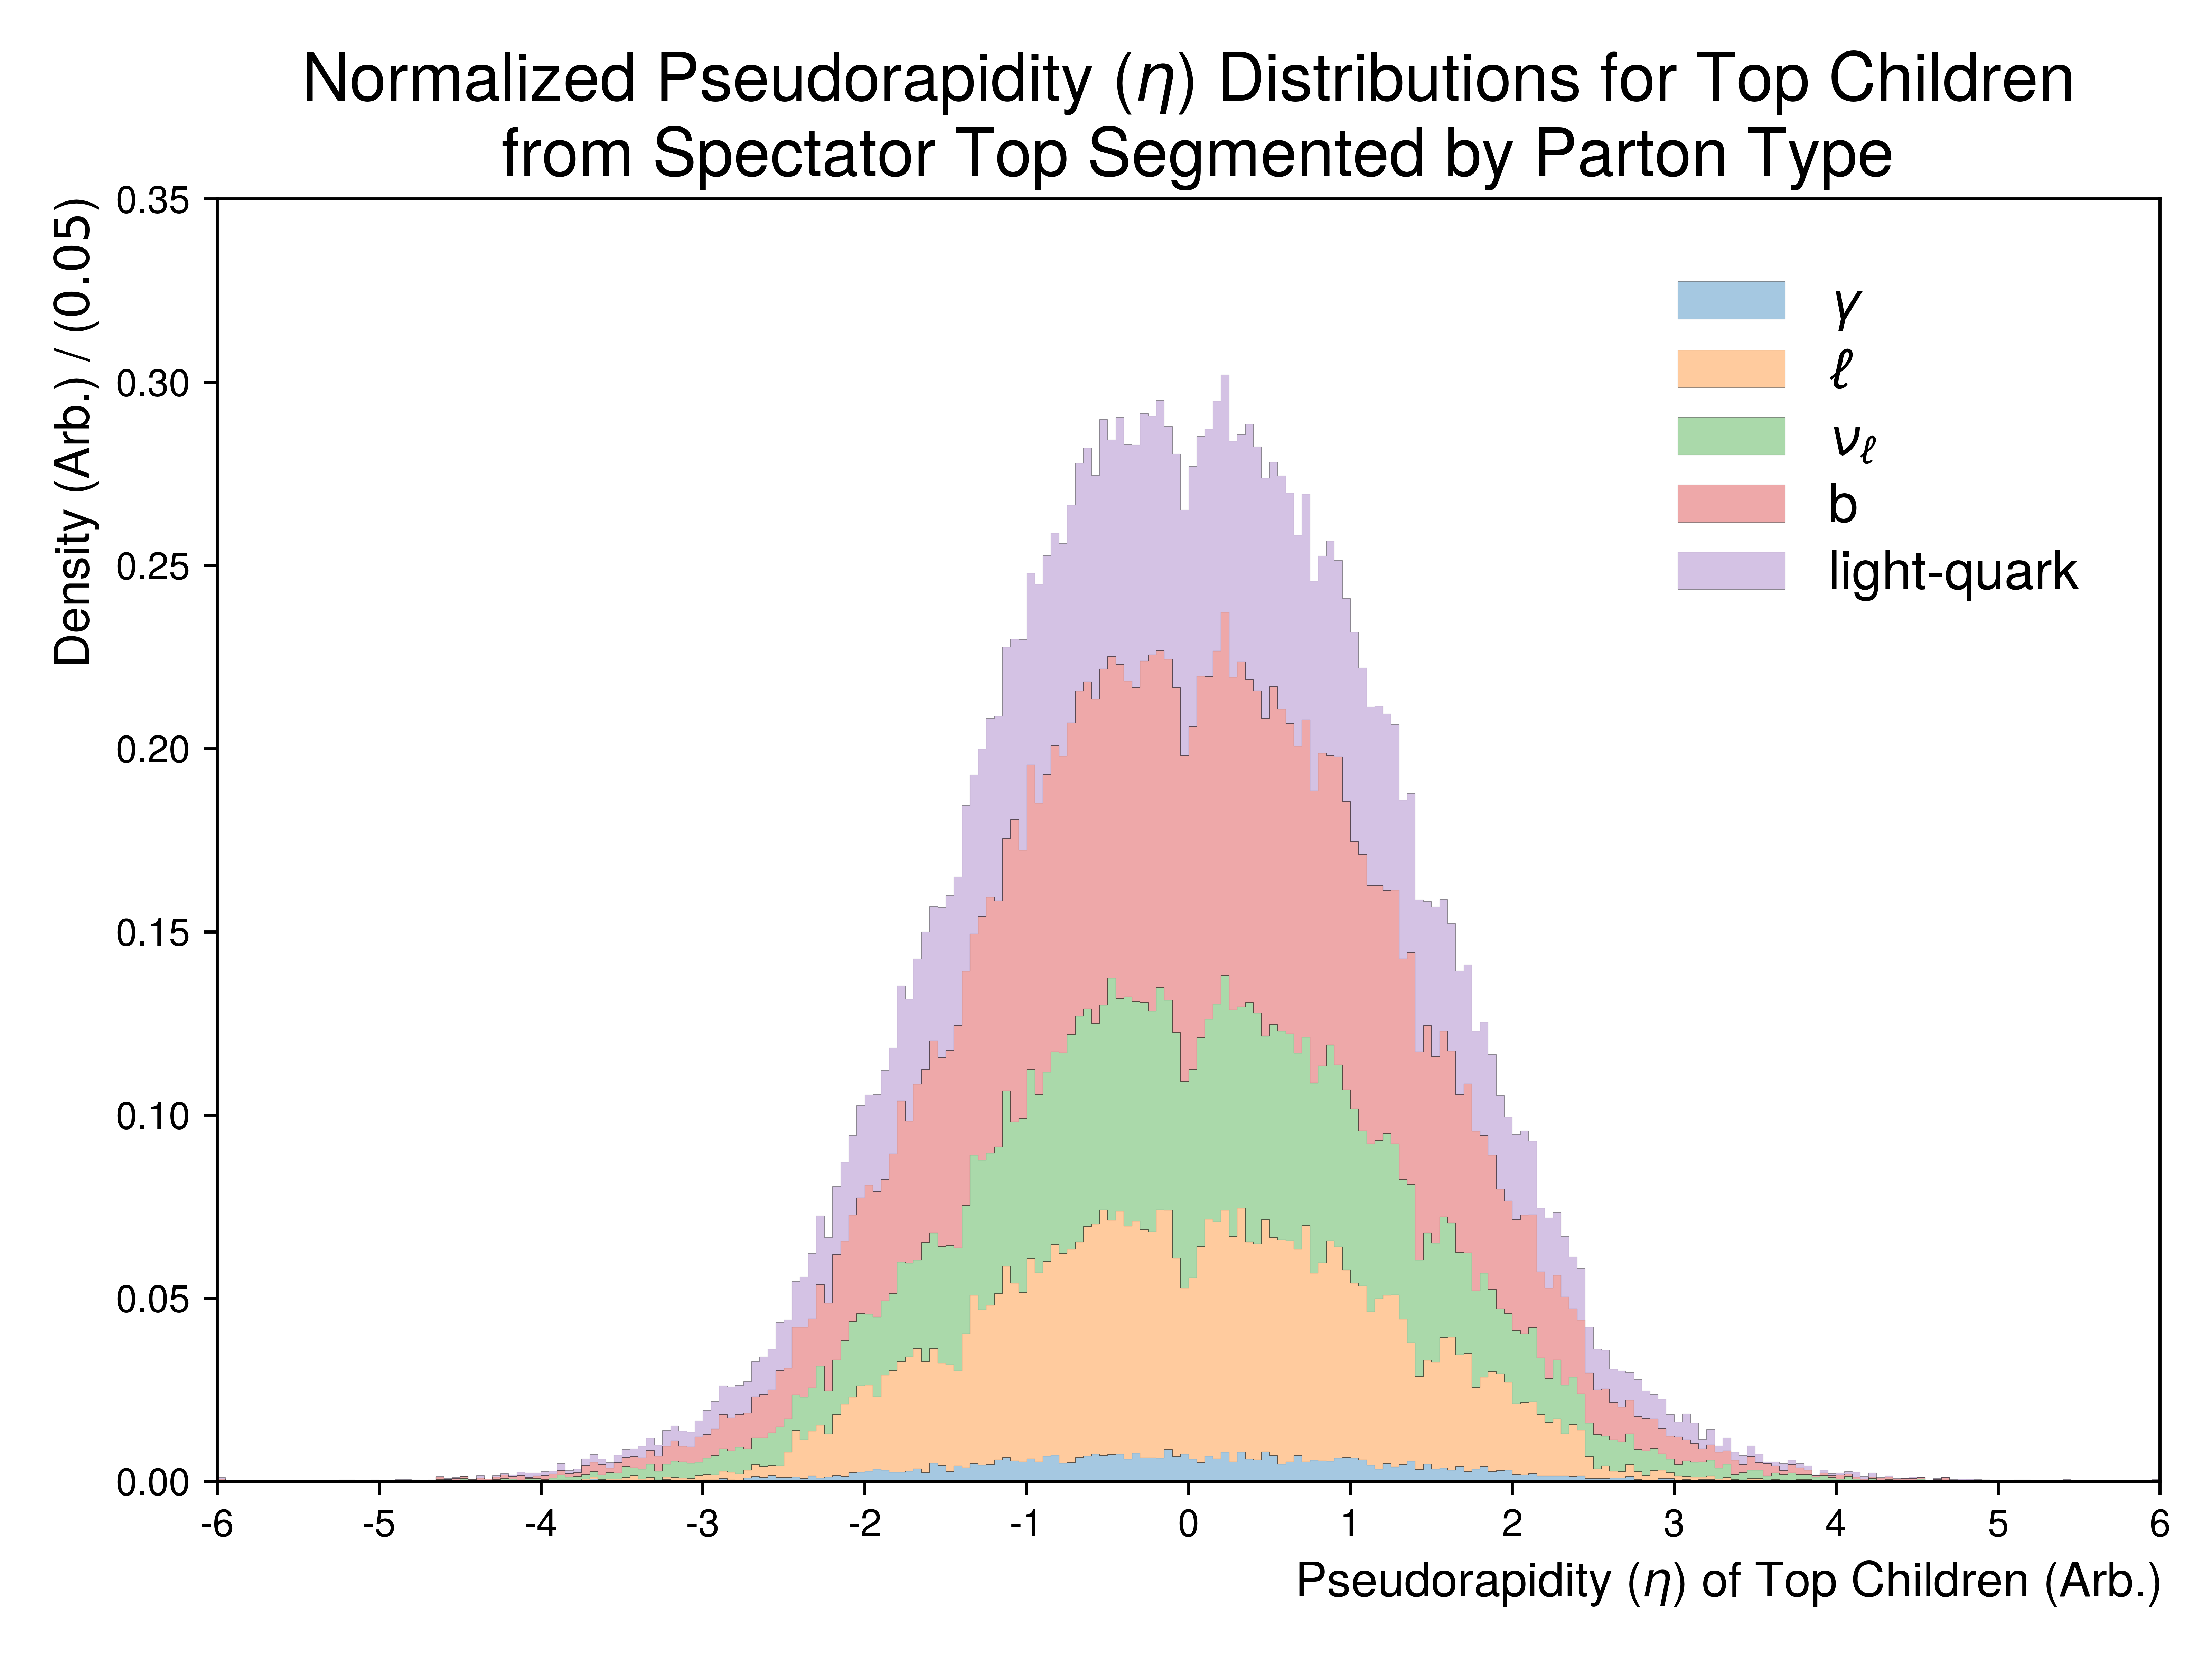 Normalized Pseudorapidity (η) Distributions for Top Children
from Spectator Top Segmented by Parton Type
Density (Arb.) / (0.05)
0.35
0.30
0.25
0.20
0.15
0.10
0.05
0.00
γ
ℓ
νℓ
b
light-quark
-6 -5 -4 -3 -2 -1 0 1 2 3 4 5 6
Pseudorapidity (η) of Top Children (Arb.)